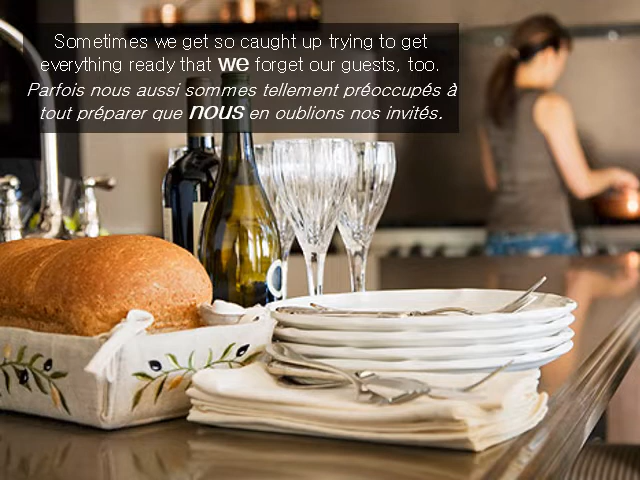 Sometimes we get so caught up trying to get
everything ready that we forget our guests, too.
Parfois nous aussi sommes tellement préoccupés à
tout préparer que nous en oublions nos invités.